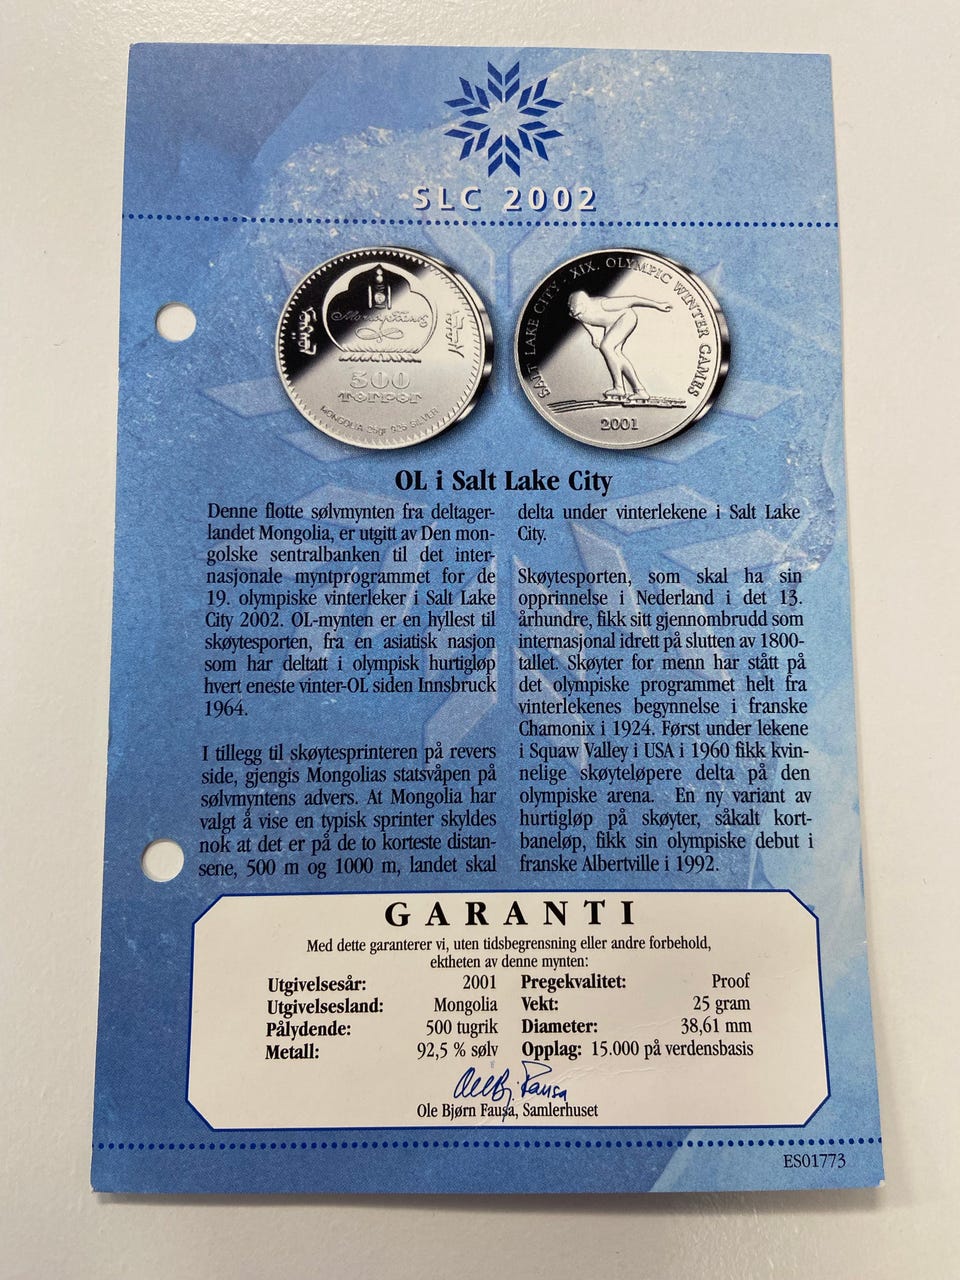 SLC 2002
500
MONGOLIA 25gr 925 SILVER
SALT LAKE CITY · XIX. OLYMPIC WINTER GAMES
2001
OL i Salt Lake City
Denne flotte sølvmynten fra deltager-
landet Mongolia, er utgitt av Den mon-
golske sentralbanken til det inter-
nasjonale myntprogrammet for de
19. olympiske vinterleker i Salt Lake
City 2002. OL-mynten er en hyllest til
skøytesporten, fra en asiatisk nasjon
som har deltatt i olympisk hurtigløp
hvert eneste vinter-OL siden Innsbruck
1964.
I tillegg til skøytesprinteren på revers
side, gjengis Mongolias statsvåpen på
sølvmyntens advers. At Mongolia har
valgt å vise en typisk sprinter skyldes
nok at det er på de to korteste distan-
sene, 500 m og 1000 m, landet skal
delta under vinterlekene i Salt Lake
City.
Skøytesporten, som skal ha sin
opprinnelse i Nederland i det 13.
århundre, fikk sitt gjennombrudd som
internasjonal idrett på slutten av 1800-
tallet. Skøyter for menn har stått på
det olympiske programmet helt fra
vinterlekenes begynnelse i franske
Chamonix i 1924. Først under lekene
i Squaw Valley i USA i 1960 fikk kvin-
nelige skøyteløpere delta på den
olympiske arena. En ny variant av
hurtigløp på skøyter, såkalt kort-
baneløp, fikk sin olympiske debut i
franske Albertville i 1992.
GARANTI
Med dette garanterer vi, uten tidsbegrensning eller andre forbehold,
ektheten av denne mynten:
Utgivelsesår: 2001 Pregekvalitet: Proof
Utgivelsesland: Mongolia Vekt: 25 gram
Pålydende: 500 tugrik Diameter: 38,61 mm
Metall: 92,5 % sølv Opplag: 15.000 på verdensbasis
Ole Bjørn Fausa, Samlerhuset
ES01773